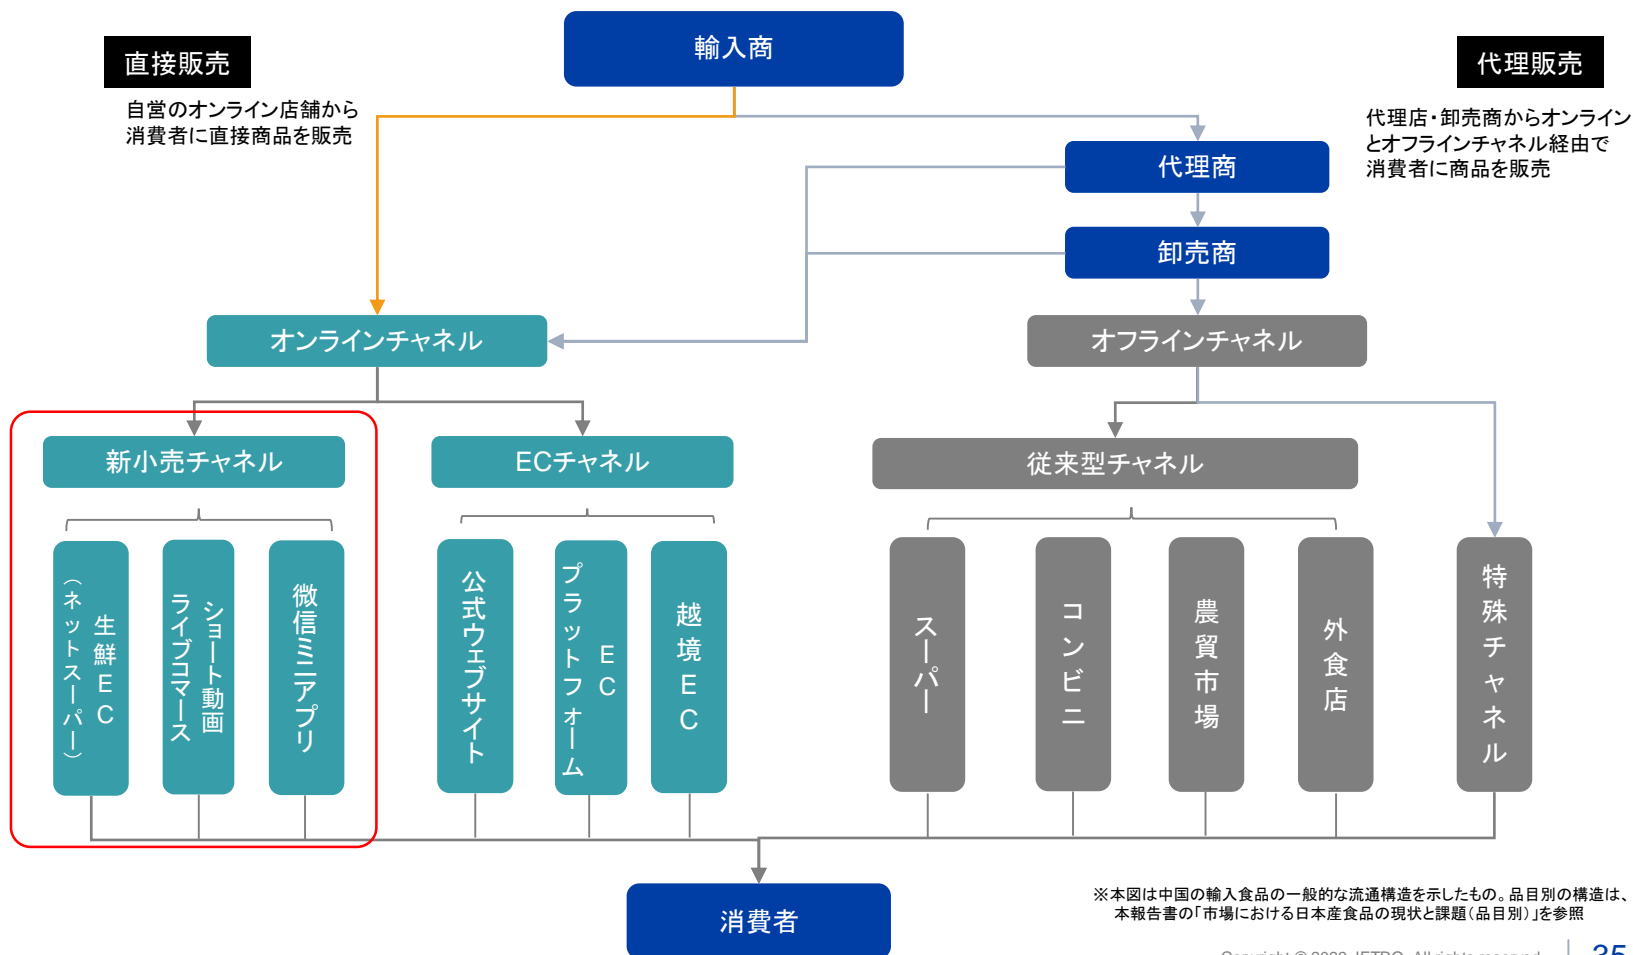 輸入商
直接販売
自営のオンライン店舗から
消費者に直接商品を販売
代理販売
代理店・卸売商からオンライン
とオフラインチャネル経由で
消費者に商品を販売
代理商
卸売商
オンラインチャネル
オフラインチャネル
新小売チャネル
ECチャネル
従来型チャネル
生鮮EC
（ネットスーパー）
ショート動画
ライブコマース
微信ミニアプリ
公式ウェブサイト
EC
プラットフォーム
越境EC
スーパー
コンビニ
農貿市場
外食店
特殊チャネル
消費者
※本図は中国の輸入食品の一般的な流通構造を示したもの。品目別の構造は、
本報告書の「市場における日本産食品の現状と課題（品目別）」を参照
Copyright © 2022 JETRO. All rights reserved.
35